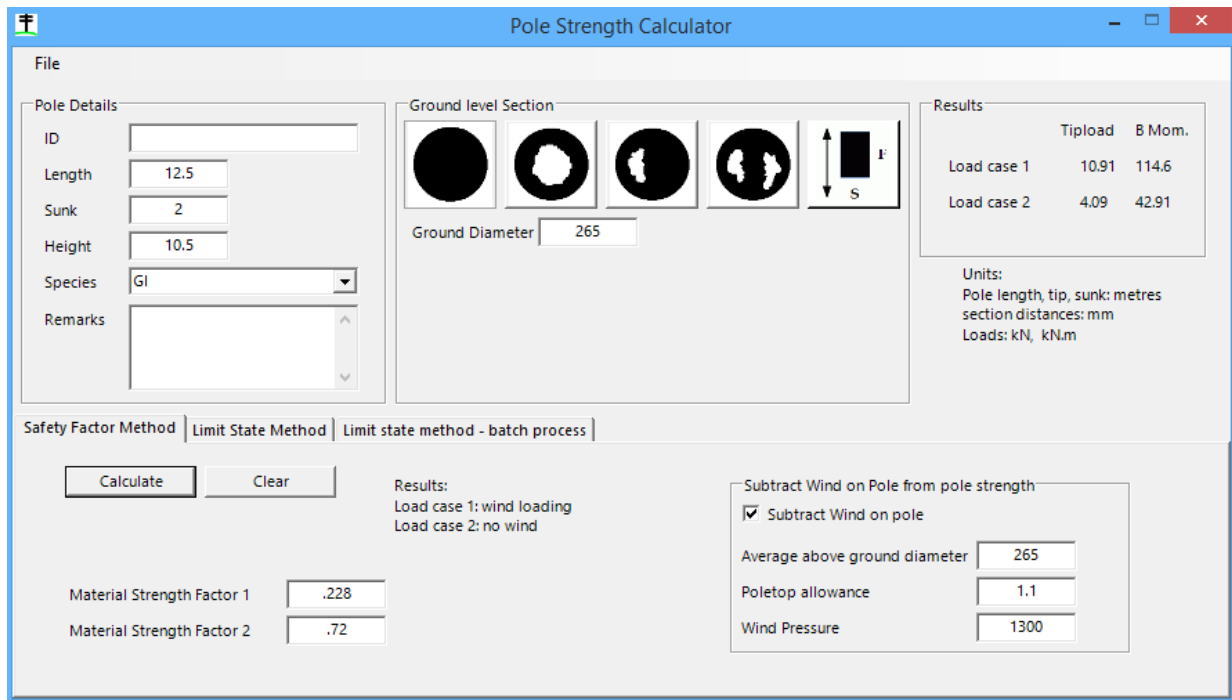 Pole Strength Calculator
File
Pole Details
ID
Length 12.5
Sunk 2
Height 10.5
Species GI
Remarks
Ground level Section
F
S
Ground Diameter 265
Results
Tipload B Mom.
Load case 1 10.91 114.6
Load case 2 4.09 42.91
Units:
Pole length, tip, sunk: metres
section distances: mm
Loads: kN, kN.m
Safety Factor Method Limit State Method Limit state method - batch process
Calculate Clear
Results:
Load case 1: wind loading
Load case 2: no wind
Material Strength Factor 1 .228
Material Strength Factor 2 .72
Subtract Wind on Pole from pole strength
Subtract Wind on pole
Average above ground diameter 265
Poletop allowance 1.1
Wind Pressure 1300